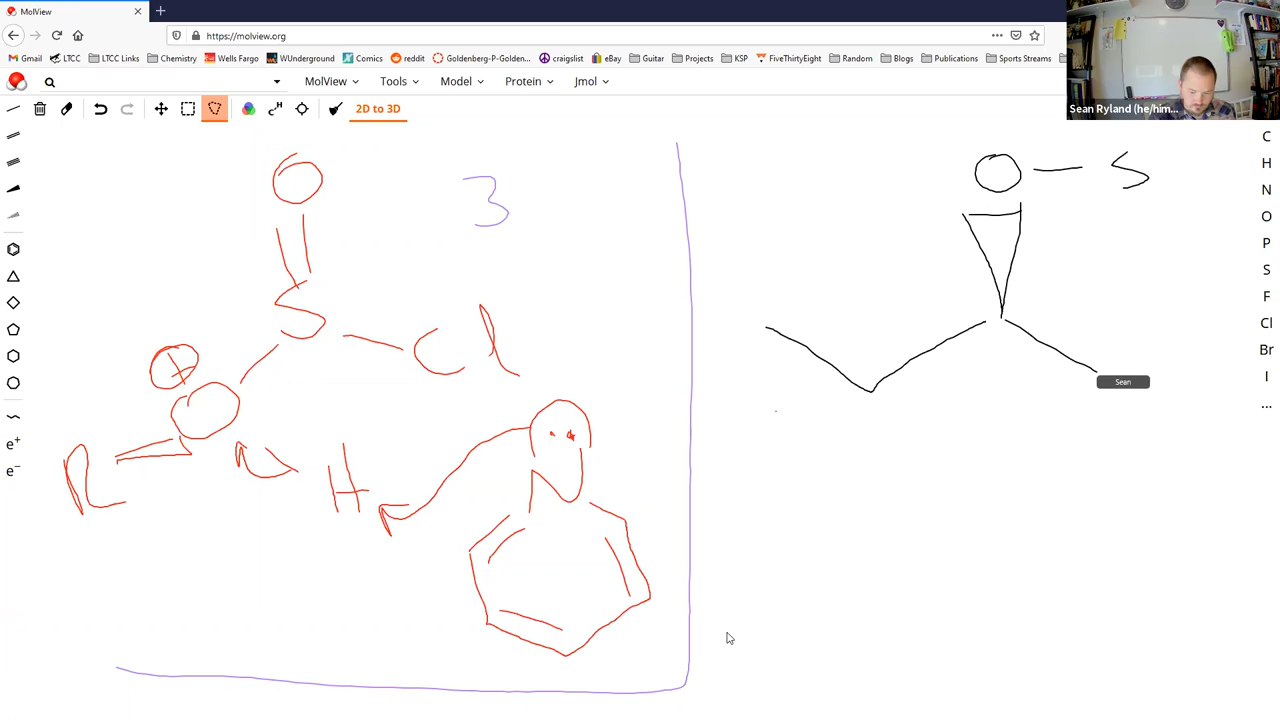 MolView
https://molview.org
Gmail LTCC LTCC Links Chemistry Wells Fargo WUnderground Comics reddit Goldenberg-P-Golden... craigslist eBay Guitar Projects KSP FiveThirtyEight Random Blogs Publications Sports Streams
MolView Tools Model Protein Jmol
2D to 3D
Sean Ryland (he/him...
C
H
N
O
P
S
F
Cl
Br
I
...
e+
e−
O
3
S
Cl
+
O
R
H
N
O S
Sean